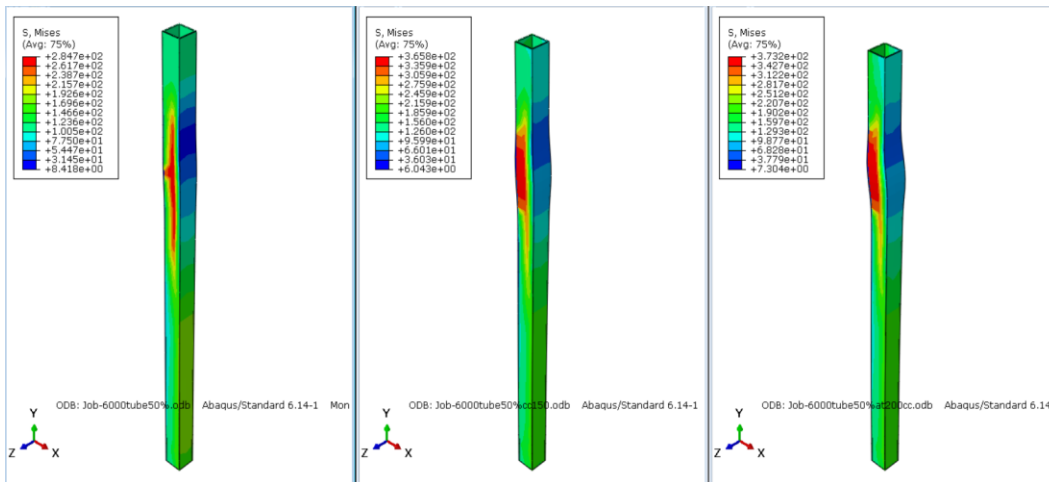 S, Mises
(Avg: 75%)
+2.847e+02
+2.617e+02
+2.387e+02
+2.157e+02
+1.926e+02
+1.696e+02
+1.466e+02
+1.236e+02
+1.005e+02
+7.750e+01
+5.447e+01
+3.145e+01
+8.418e+00
Y
Z
X
ODB: Job-6000tube50%.odb Abaqus/Standard 6.14-1 Mon
S, Mises
(Avg: 75%)
+3.658e+02
+3.359e+02
+3.059e+02
+2.759e+02
+2.459e+02
+2.159e+02
+1.859e+02
+1.560e+02
+1.260e+02
+9.599e+01
+6.601e+01
+3.603e+01
+6.043e+00
Y
Z
X
ODB: Job-6000tube50%cc150.odb Abaqus/Standard 6.14-1
S, Mises
(Avg: 75%)
+3.732e+02
+3.427e+02
+3.122e+02
+2.817e+02
+2.512e+02
+2.207e+02
+1.902e+02
+1.597e+02
+1.293e+02
+9.877e+01
+6.828e+01
+3.779e+01
+7.304e+00
Y
Z
X
ODB: Job-6000tube50%at200cc.odb Abaqus/Standard 6.14